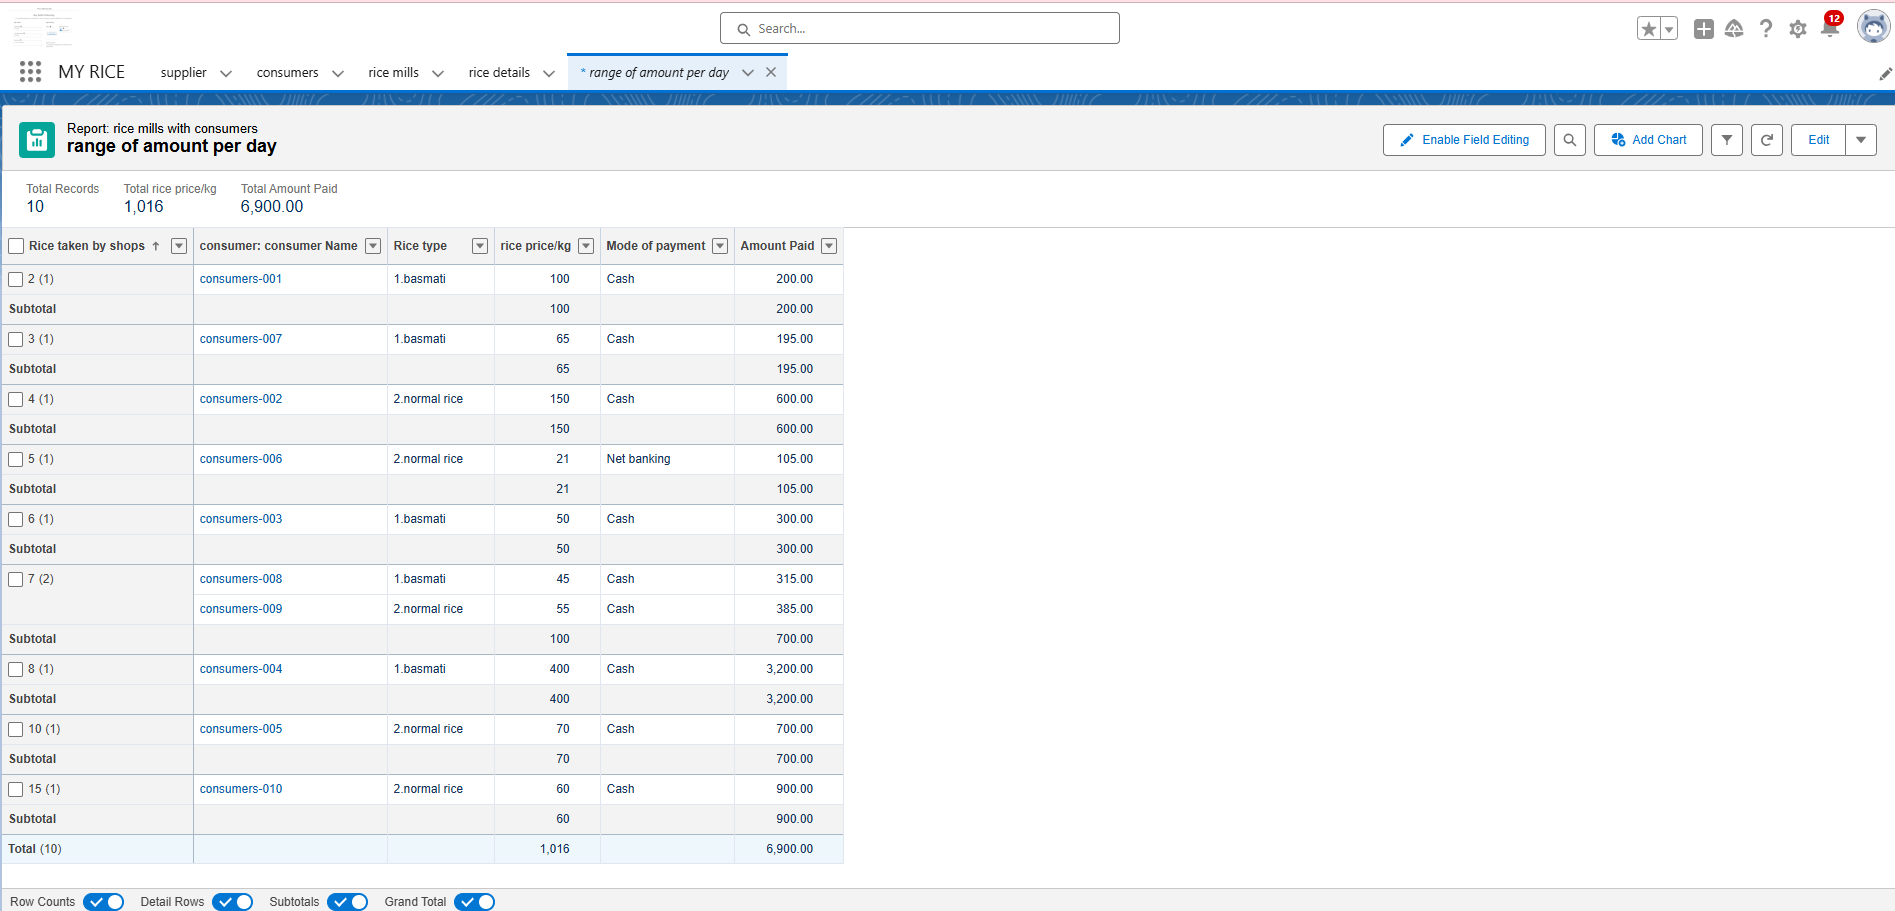 Search...
12
MY RICE supplier consumers rice mills rice details * range of amount per day
Report: rice mills with consumers
range of amount per day
Enable Field Editing Add Chart Edit
Total Records Total rice price/kg Total Amount Paid
10 1,016 6,900.00
Rice taken by shops ↑ consumer: consumer Name Rice type rice price/kg Mode of payment Amount Paid
2 (1) consumers-001 1.basmati 100 Cash 200.00
Subtotal 100 200.00
3 (1) consumers-007 1.basmati 65 Cash 195.00
Subtotal 65 195.00
4 (1) consumers-002 2.normal rice 150 Cash 600.00
Subtotal 150 600.00
5 (1) consumers-006 2.normal rice 21 Net banking 105.00
Subtotal 21 105.00
6 (1) consumers-003 1.basmati 50 Cash 300.00
Subtotal 50 300.00
7 (2) consumers-008 1.basmati 45 Cash 315.00
consumers-009 2.normal rice 55 Cash 385.00
Subtotal 100 700.00
8 (1) consumers-004 1.basmati 400 Cash 3,200.00
Subtotal 400 3,200.00
10 (1) consumers-005 2.normal rice 70 Cash 700.00
Subtotal 70 700.00
15 (1) consumers-010 2.normal rice 60 Cash 900.00
Subtotal 60 900.00
Total (10) 1,016 6,900.00
Row Counts Detail Rows Subtotals Grand Total